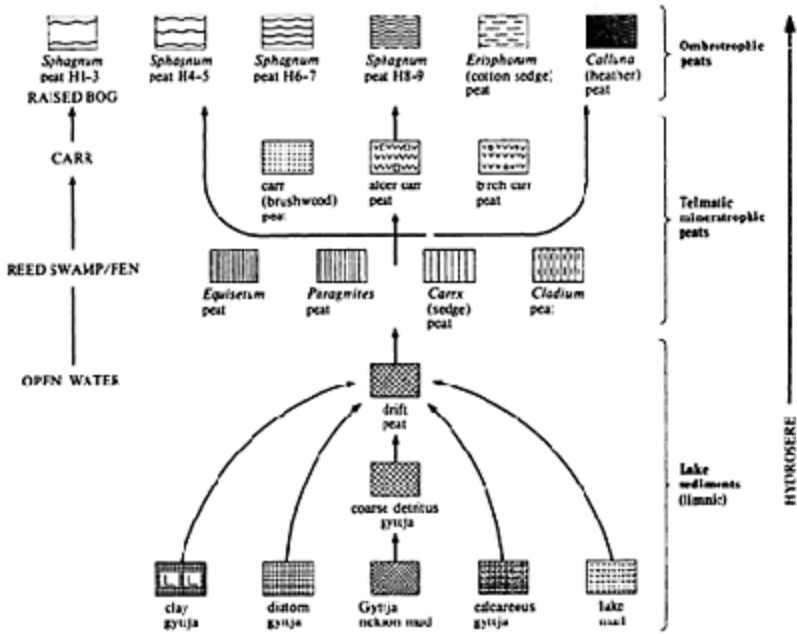 Sphagnum
peat H1-3
Sphagnum
peat H4-5
Sphagnum
peat H6-7
Sphagnum
peat H8-9
Eriophorum
(cotton sedge)
peat
Calluna
(heather)
peat
Ombrotrophic
peats
RAISED BOG
CARR
carr
(brushwood)
peat
alder carr
peat
birch carr
peat
Telmatic
minerotrophic
peats
REED SWAMP/FEN
Equisetum
peat
Phragmites
peat
Carex
(sedge)
peat
Cladium
peat
OPEN WATER
drift
peat
HYDROSERE
Lake
sediments
(limnic)
coarse detritus
gyttja
clay
gyttja
diatom
gyttja
Gyttja
nekron mud
calcareous
gyttja
lake
marl